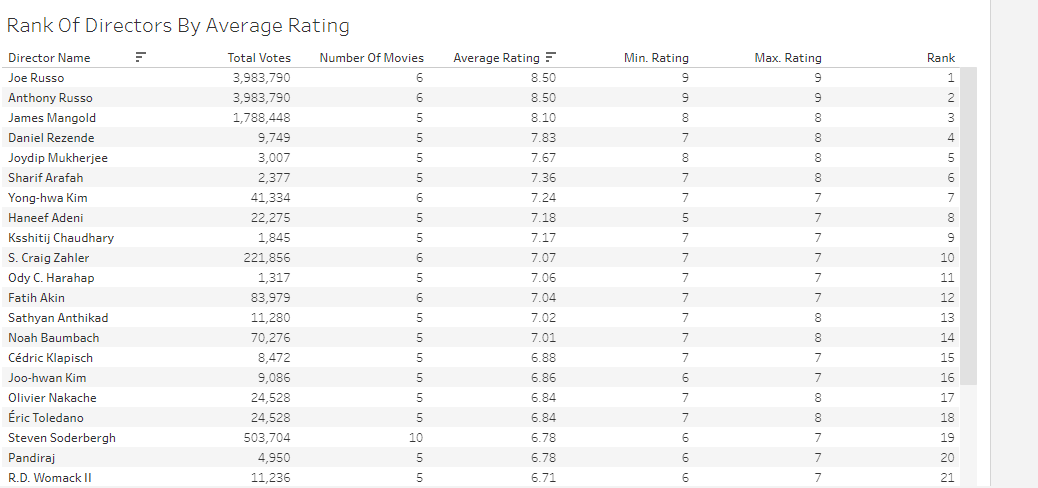 Rank Of Directors By Average Rating
Director Name Total Votes Number Of Movies Average Rating Min. Rating Max. Rating Rank
Joe Russo 3,983,790 6 8.50 9 9 1
Anthony Russo 3,983,790 6 8.50 9 9 2
James Mangold 1,788,448 5 8.10 8 8 3
Daniel Rezende 9,749 5 7.83 7 8 4
Joydip Mukherjee 3,007 5 7.67 8 8 5
Sharif Arafah 2,377 5 7.36 7 8 6
Yong-hwa Kim 41,334 6 7.24 7 7 7
Haneef Adeni 22,275 5 7.18 5 7 8
Ksshitij Chaudhary 1,845 5 7.17 7 7 9
S. Craig Zahler 221,856 6 7.07 7 7 10
Ody C. Harahap 1,317 5 7.06 7 7 11
Fatih Akin 83,979 6 7.04 7 7 12
Sathyan Anthikad 11,280 5 7.02 7 8 13
Noah Baumbach 70,276 5 7.01 7 8 14
Cédric Klapisch 8,472 5 6.88 7 7 15
Joo-hwan Kim 9,086 5 6.86 6 7 16
Olivier Nakache 24,528 5 6.84 7 8 17
Éric Toledano 24,528 5 6.84 7 8 18
Steven Soderbergh 503,704 10 6.78 6 7 19
Pandiraj 4,950 5 6.78 6 7 20
R.D. Womack II 11,236 5 6.71 6 7 21